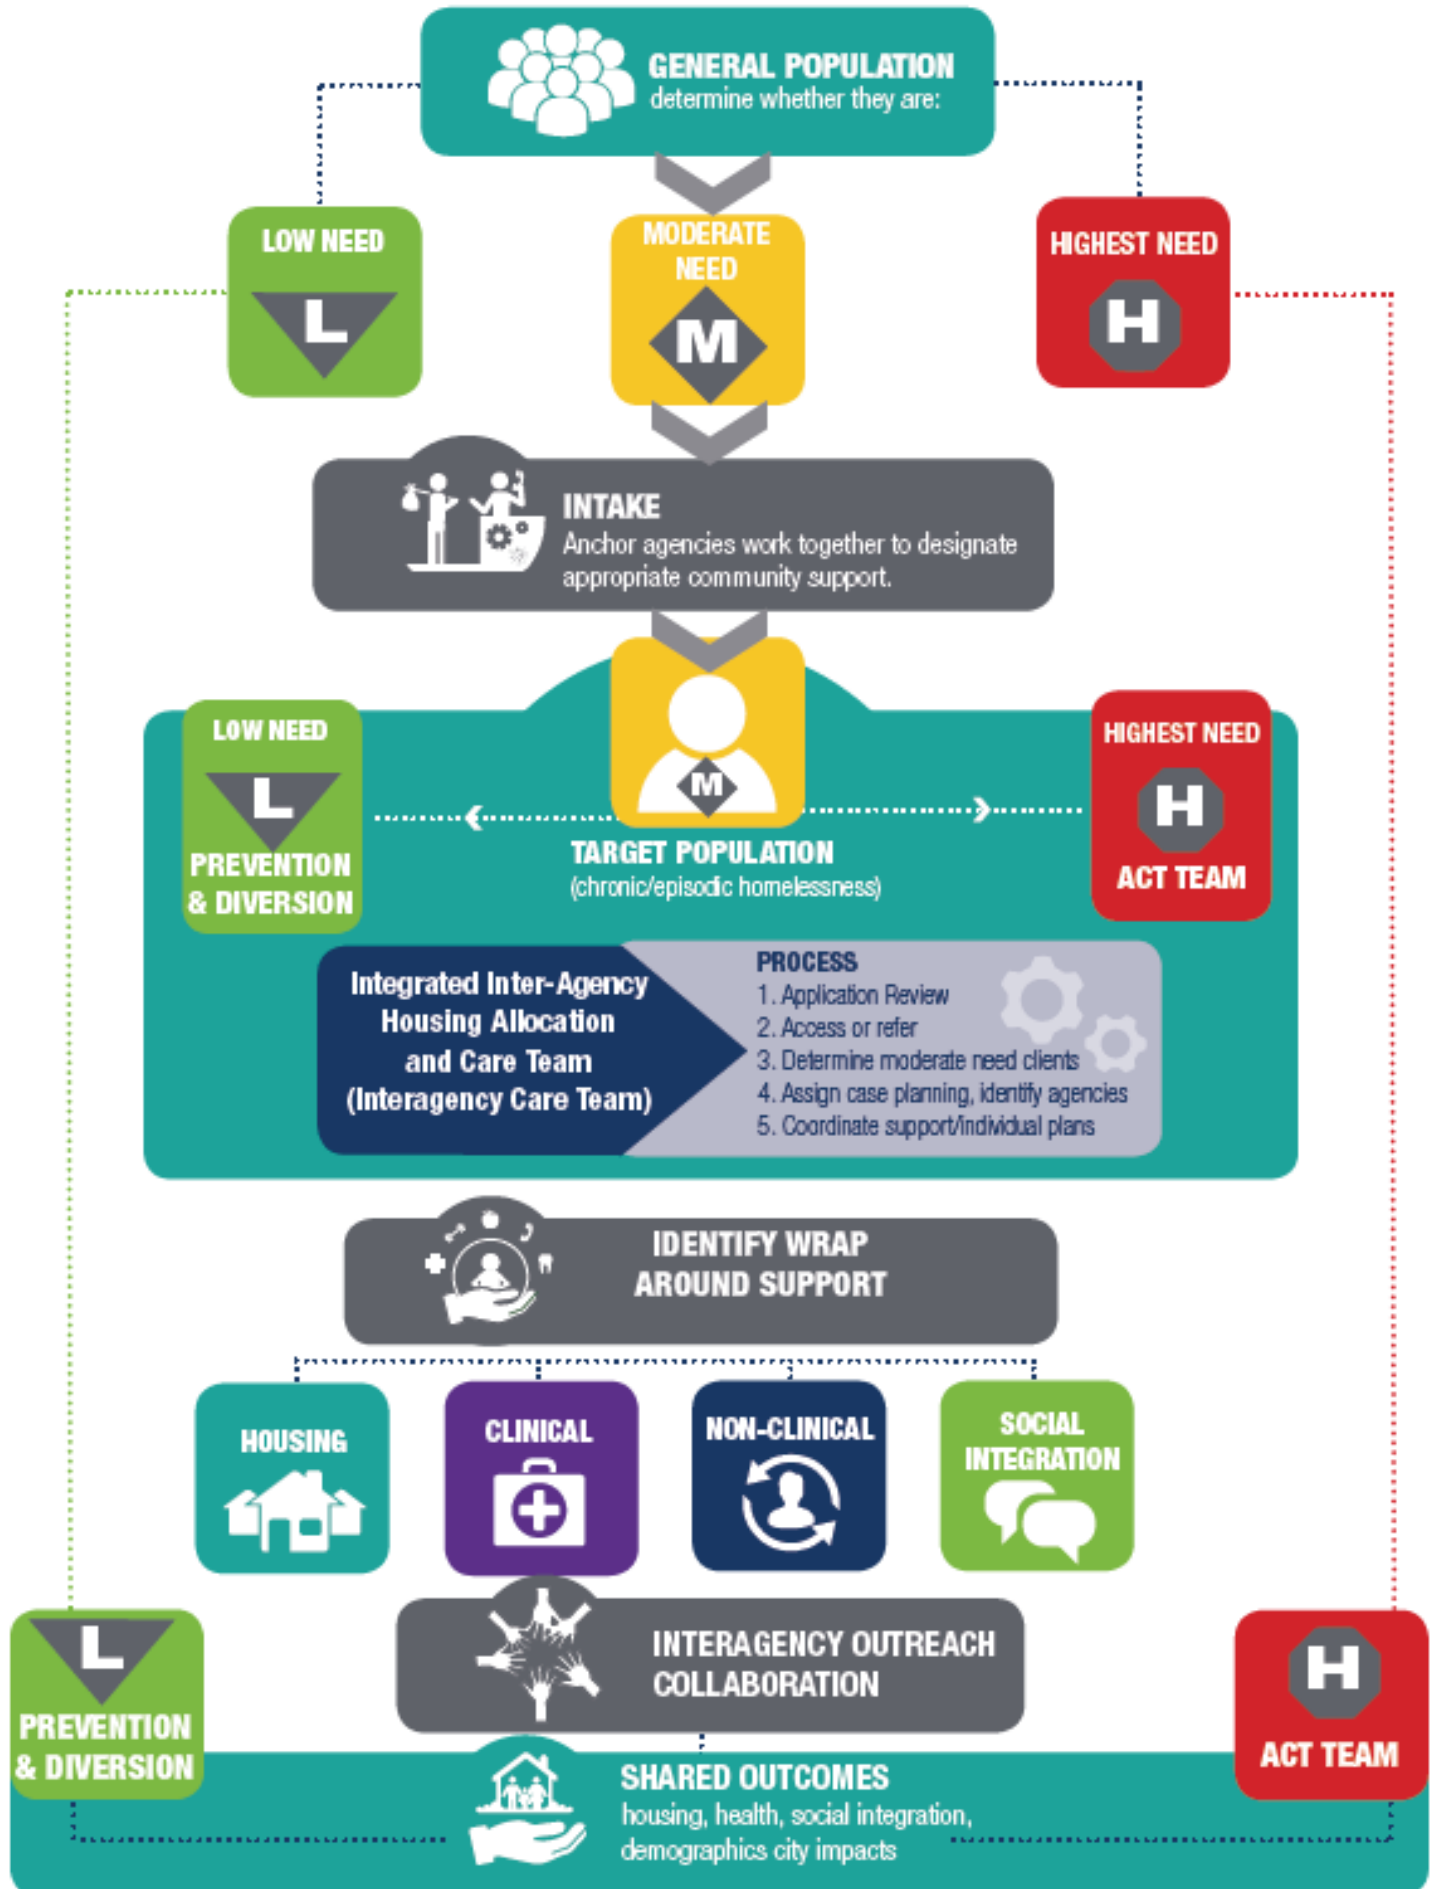 GENERAL POPULATION
determine whether they are:
LOW NEED
L
MODERATE
NEED
M
HIGHEST NEED
H
INTAKE
Anchor agencies work together to designate
appropriate community support.
LOW NEED
L
PREVENTION
& DIVERSION
M
TARGET POPULATION
(chronic/episodic homelessness)
HIGHEST NEED
H
ACT TEAM
Integrated Inter-Agency
Housing Allocation
and Care Team
(Interagency Care Team)
PROCESS
1. Application Review
2. Access or refer
3. Determine moderate need clients
4. Assign case planning, identify agencies
5. Coordinate support/individual plans
IDENTIFY WRAP
AROUND SUPPORT
HOUSING
CLINICAL
NON-CLINICAL
SOCIAL
INTEGRATION
INTERAGENCY OUTREACH
COLLABORATION
L
PREVENTION
& DIVERSION
H
ACT TEAM
SHARED OUTCOMES
housing, health, social integration,
demographics city impacts